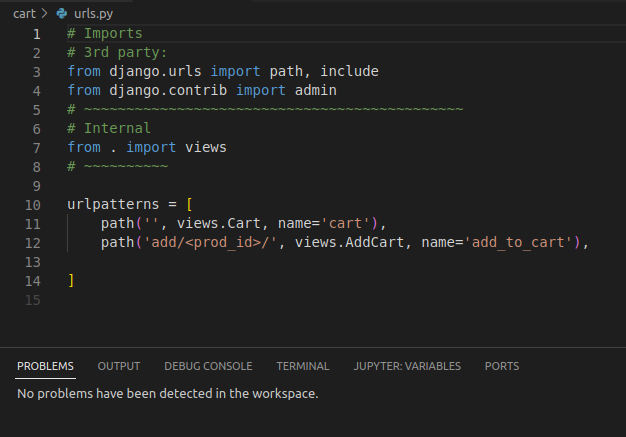 cart > urls.py
1 # Imports
2 # 3rd party:
3 from django.urls import path, include
4 from django.contrib import admin
5 # ~~~~~~~~~~~~~~~~~~~~~~~~~~~~~~~~~~~~~~~~~~~~~
6 # Internal
7 from . import views
8 # ~~~~~~~~~~
9
10 urlpatterns = [
11     path('', views.Cart, name='cart'),
12     path('add/<prod_id>/', views.AddCart, name='add_to_cart'),
13
14 ]
15
PROBLEMS OUTPUT DEBUG CONSOLE TERMINAL JUPYTER: VARIABLES PORTS
No problems have been detected in the workspace.